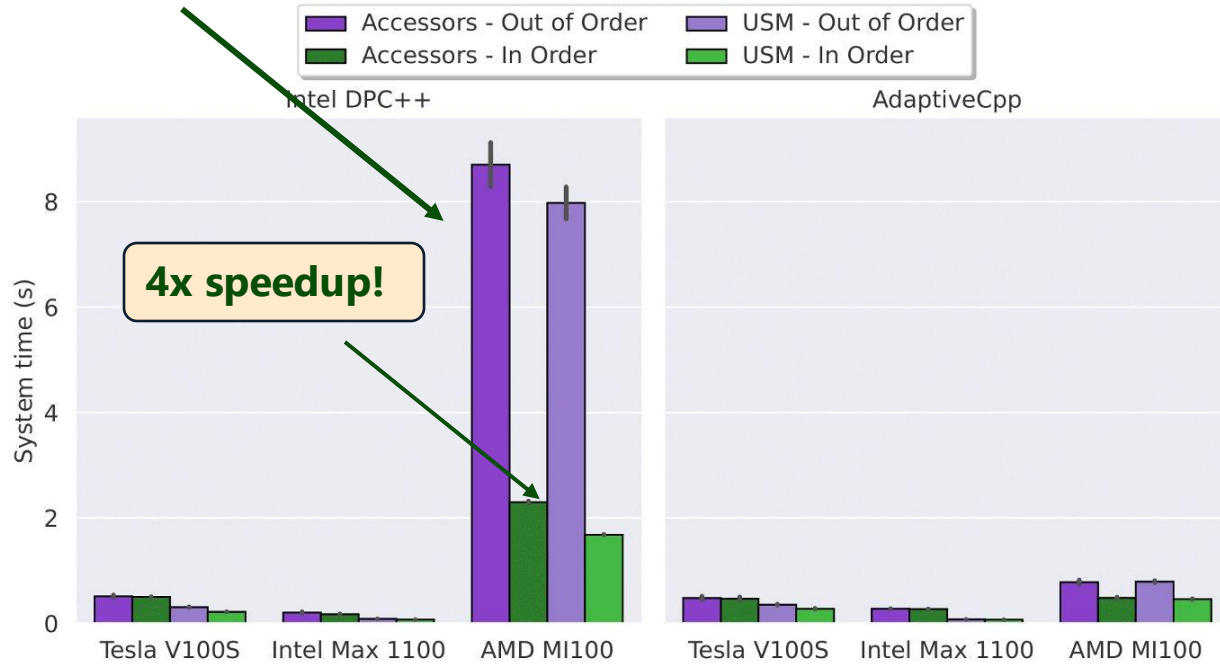 Accessors - Out of Order
USM - Out of Order
Accessors - In Order
USM - In Order
Intel DPC++
AdaptiveCpp
System time (s)
8
6
4
2
0
4x speedup!
Tesla V100S
Intel Max 1100
AMD MI100
Tesla V100S
Intel Max 1100
AMD MI100